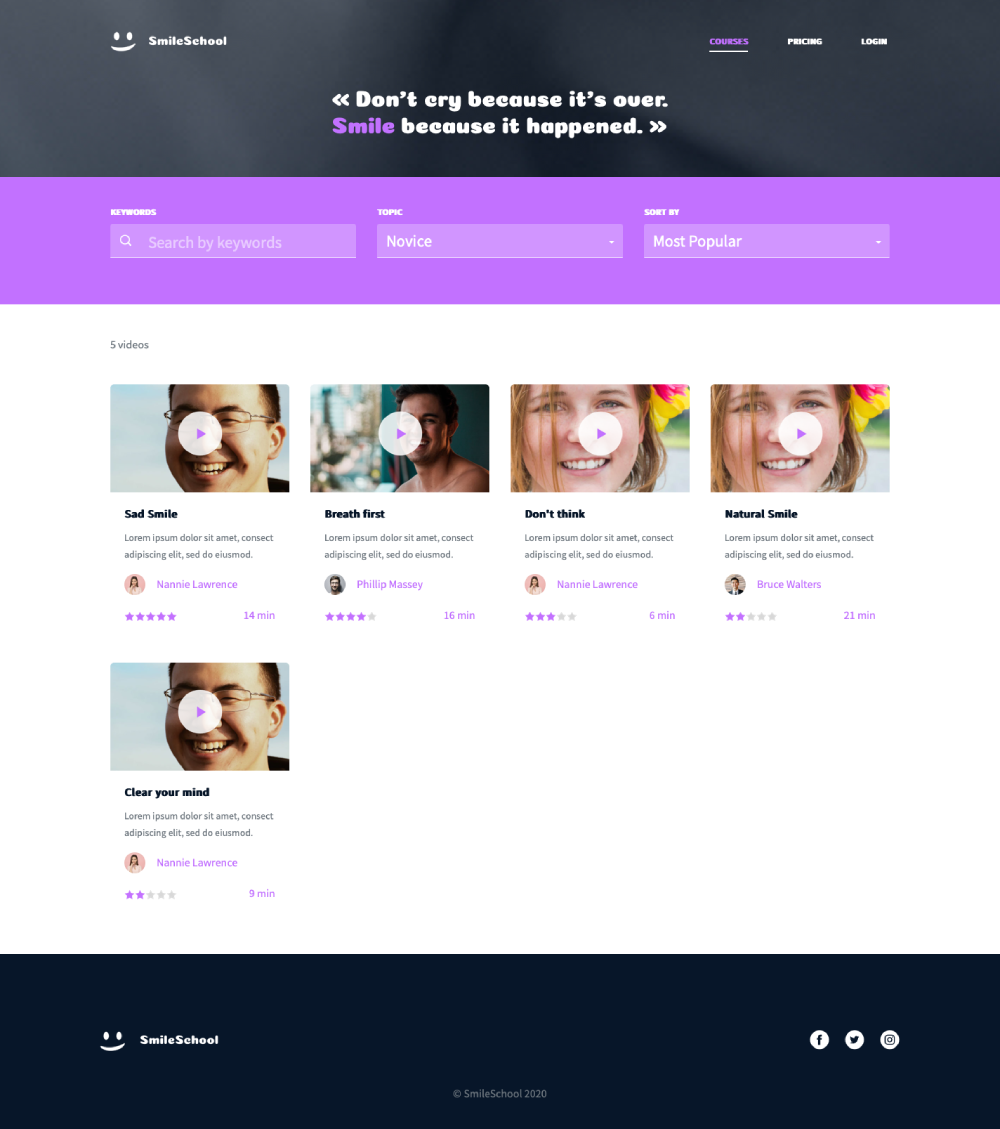 SmileSchool
COURSES PRICING LOGIN
« Don't cry because it's over.
Smile because it happened. »
KEYWORDS
Search by keywords
TOPIC
Novice
SORT BY
Most Popular
5 videos
Sad Smile
Lorem ipsum dolor sit amet, consect
adipiscing elit, sed do eiusmod.
Nannie Lawrence
14 min
Breath first
Lorem ipsum dolor sit amet, consect
adipiscing elit, sed do eiusmod.
Phillip Massey
16 min
Don't think
Lorem ipsum dolor sit amet, consect
adipiscing elit, sed do eiusmod.
Nannie Lawrence
6 min
Natural Smile
Lorem ipsum dolor sit amet, consect
adipiscing elit, sed do eiusmod.
Bruce Walters
21 min
Clear your mind
Lorem ipsum dolor sit amet, consect
adipiscing elit, sed do eiusmod.
Nannie Lawrence
9 min
SmileSchool
© SmileSchool 2020